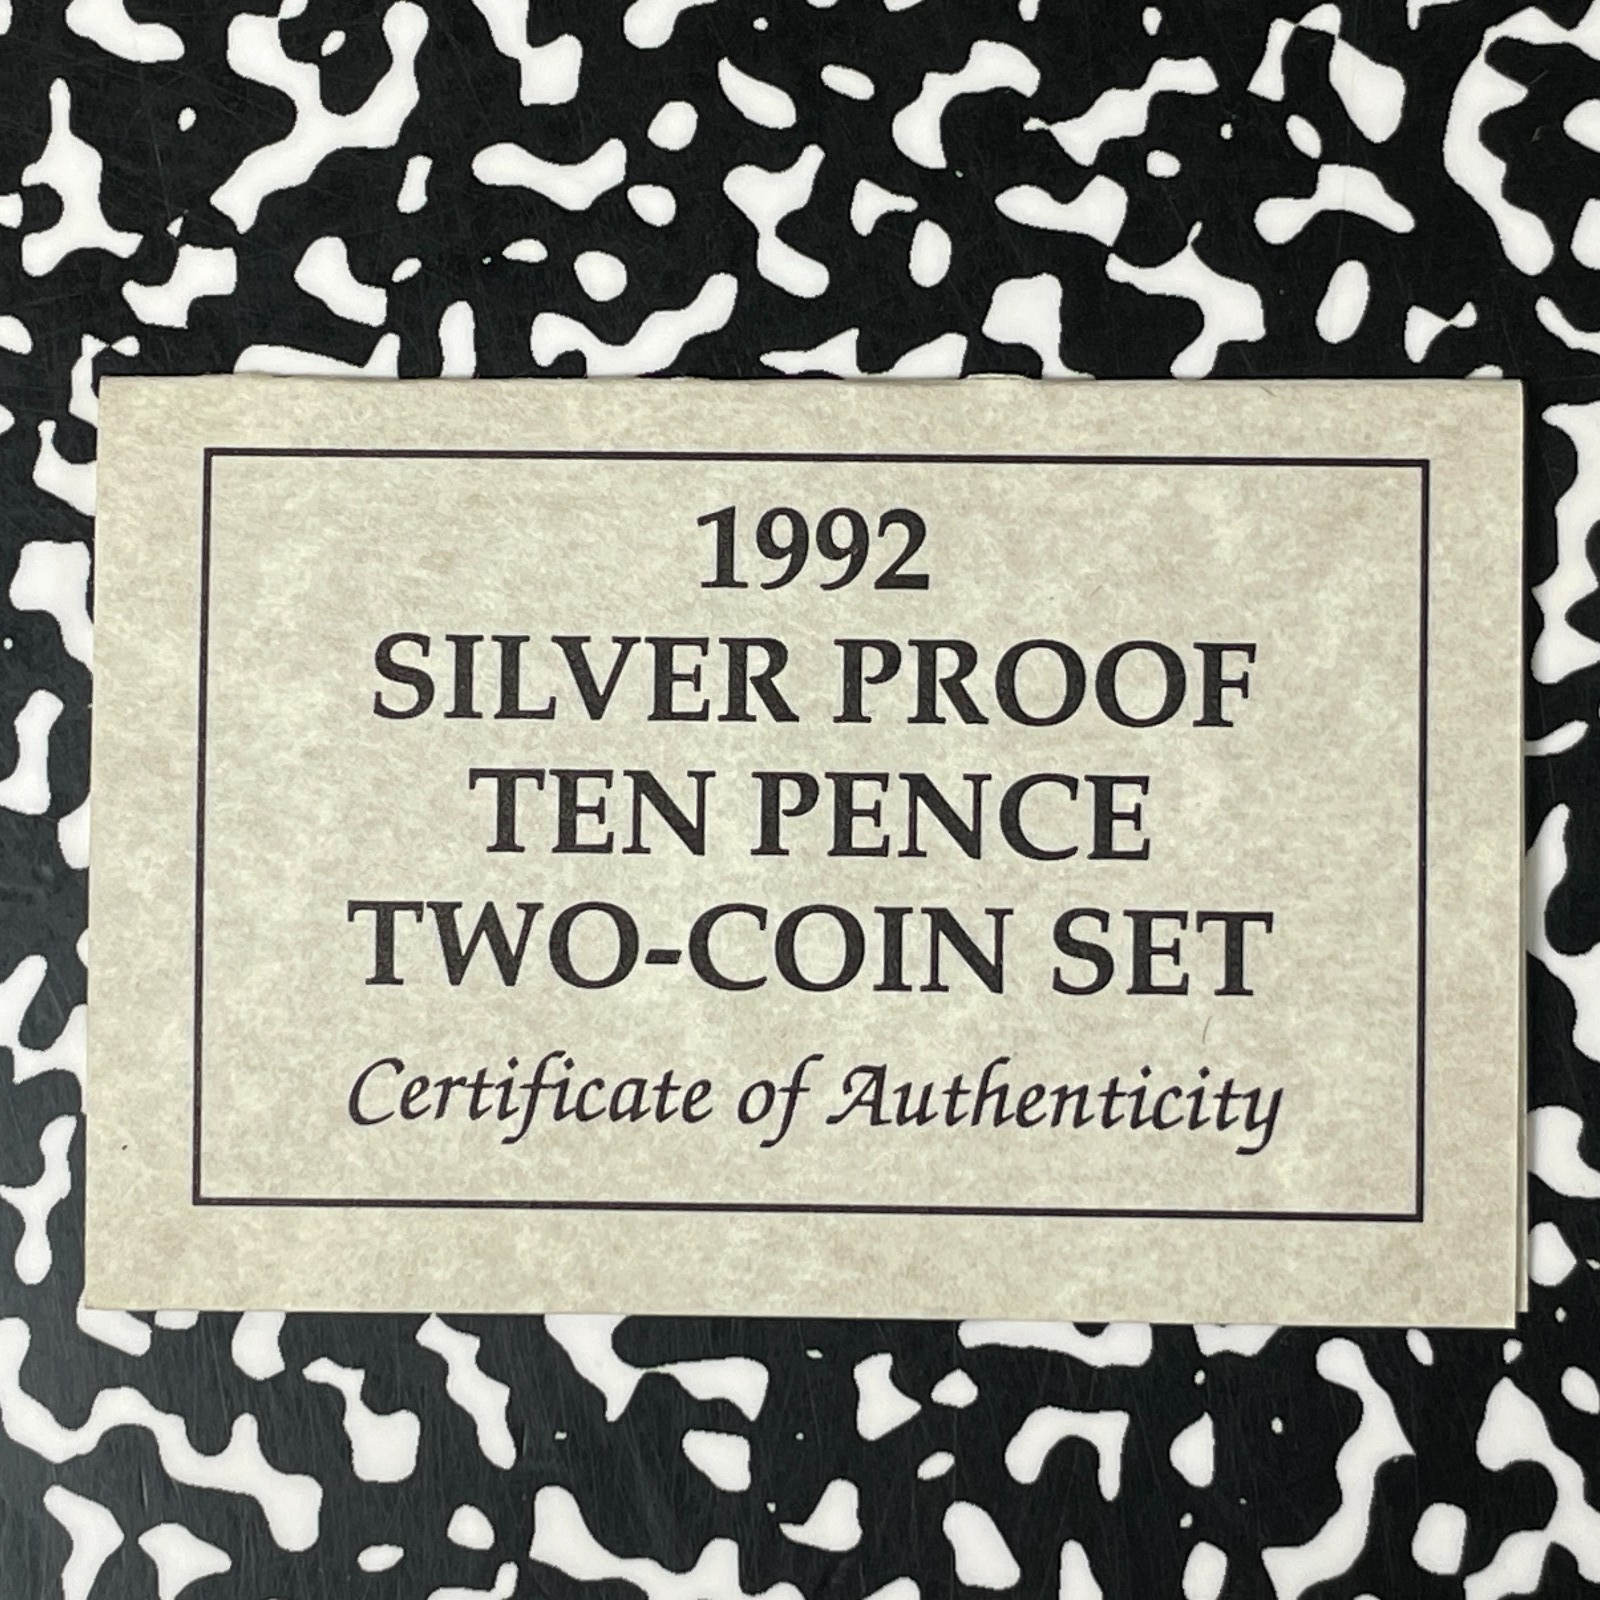 1992
SILVER PROOF
TEN PENCE
TWO-COIN SET
Certificate of Authenticity